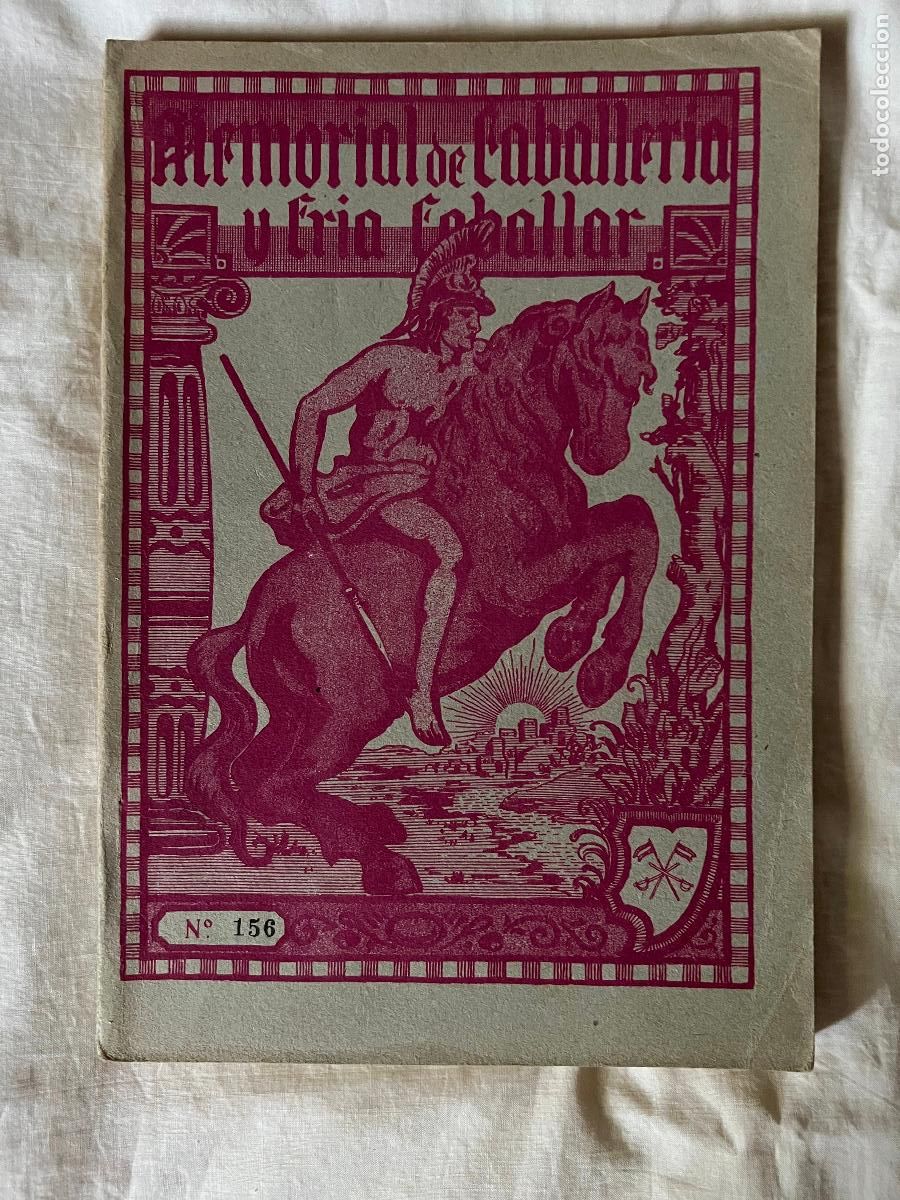 Memorial de Caballeria
y Cria Caballar
Nº. 156
todocoleccion